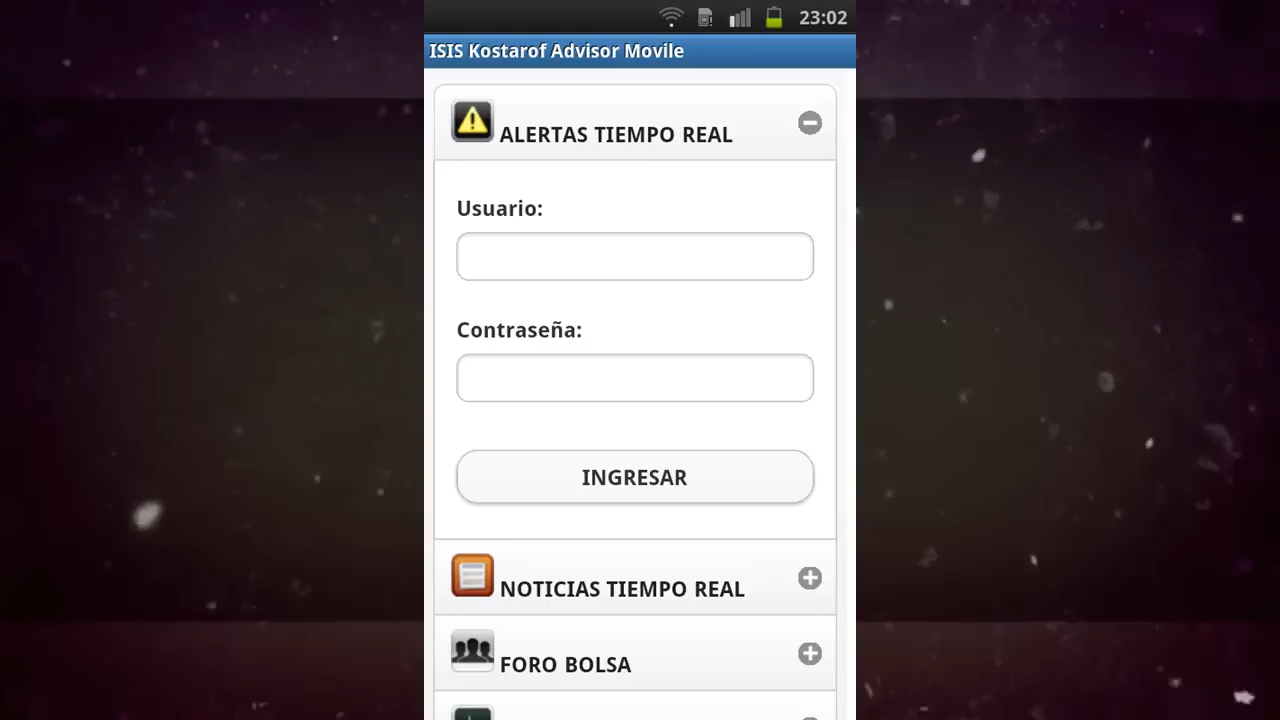 23:02
ISIS Kostarof Advisor Movile
ALERTAS TIEMPO REAL
Usuario:
Contraseña:
INGRESAR
NOTICIAS TIEMPO REAL
FORO BOLSA